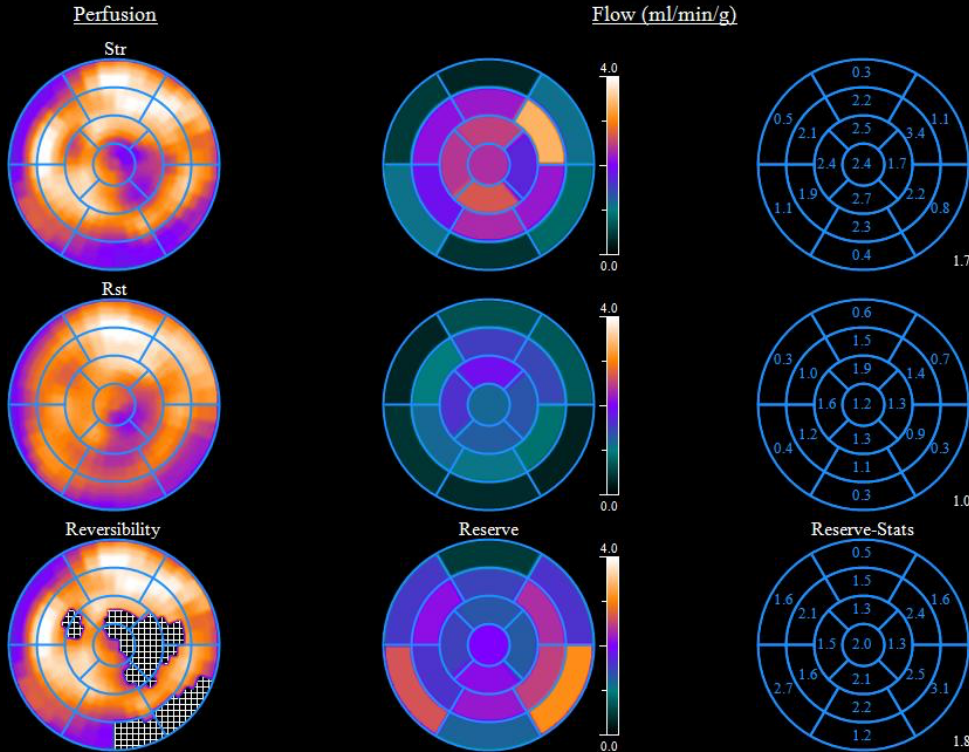 Perfusion Flow (ml/min/g)
Str
4.0
0.3
2.2
0.5 1.1
2.1 2.5 3.4
2.4 2.4 1.7
1.9 2.2
1.1 2.7 0.8
2.3
0.0 0.4
1.7
Rst
4.0
0.6
1.5
0.3 0.7
1.0 1.9 1.4
1.6 1.2 1.3
1.2 0.9
0.4 1.3 0.3
1.1
0.0 0.3
1.0
Reversibility Reserve Reserve-Stats
4.0
0.5
1.5
1.6 1.6
2.1 1.3 2.4
1.5 2.0 1.3
1.6 2.5
2.7 2.1 3.1
2.2
0.0 1.2
1.8